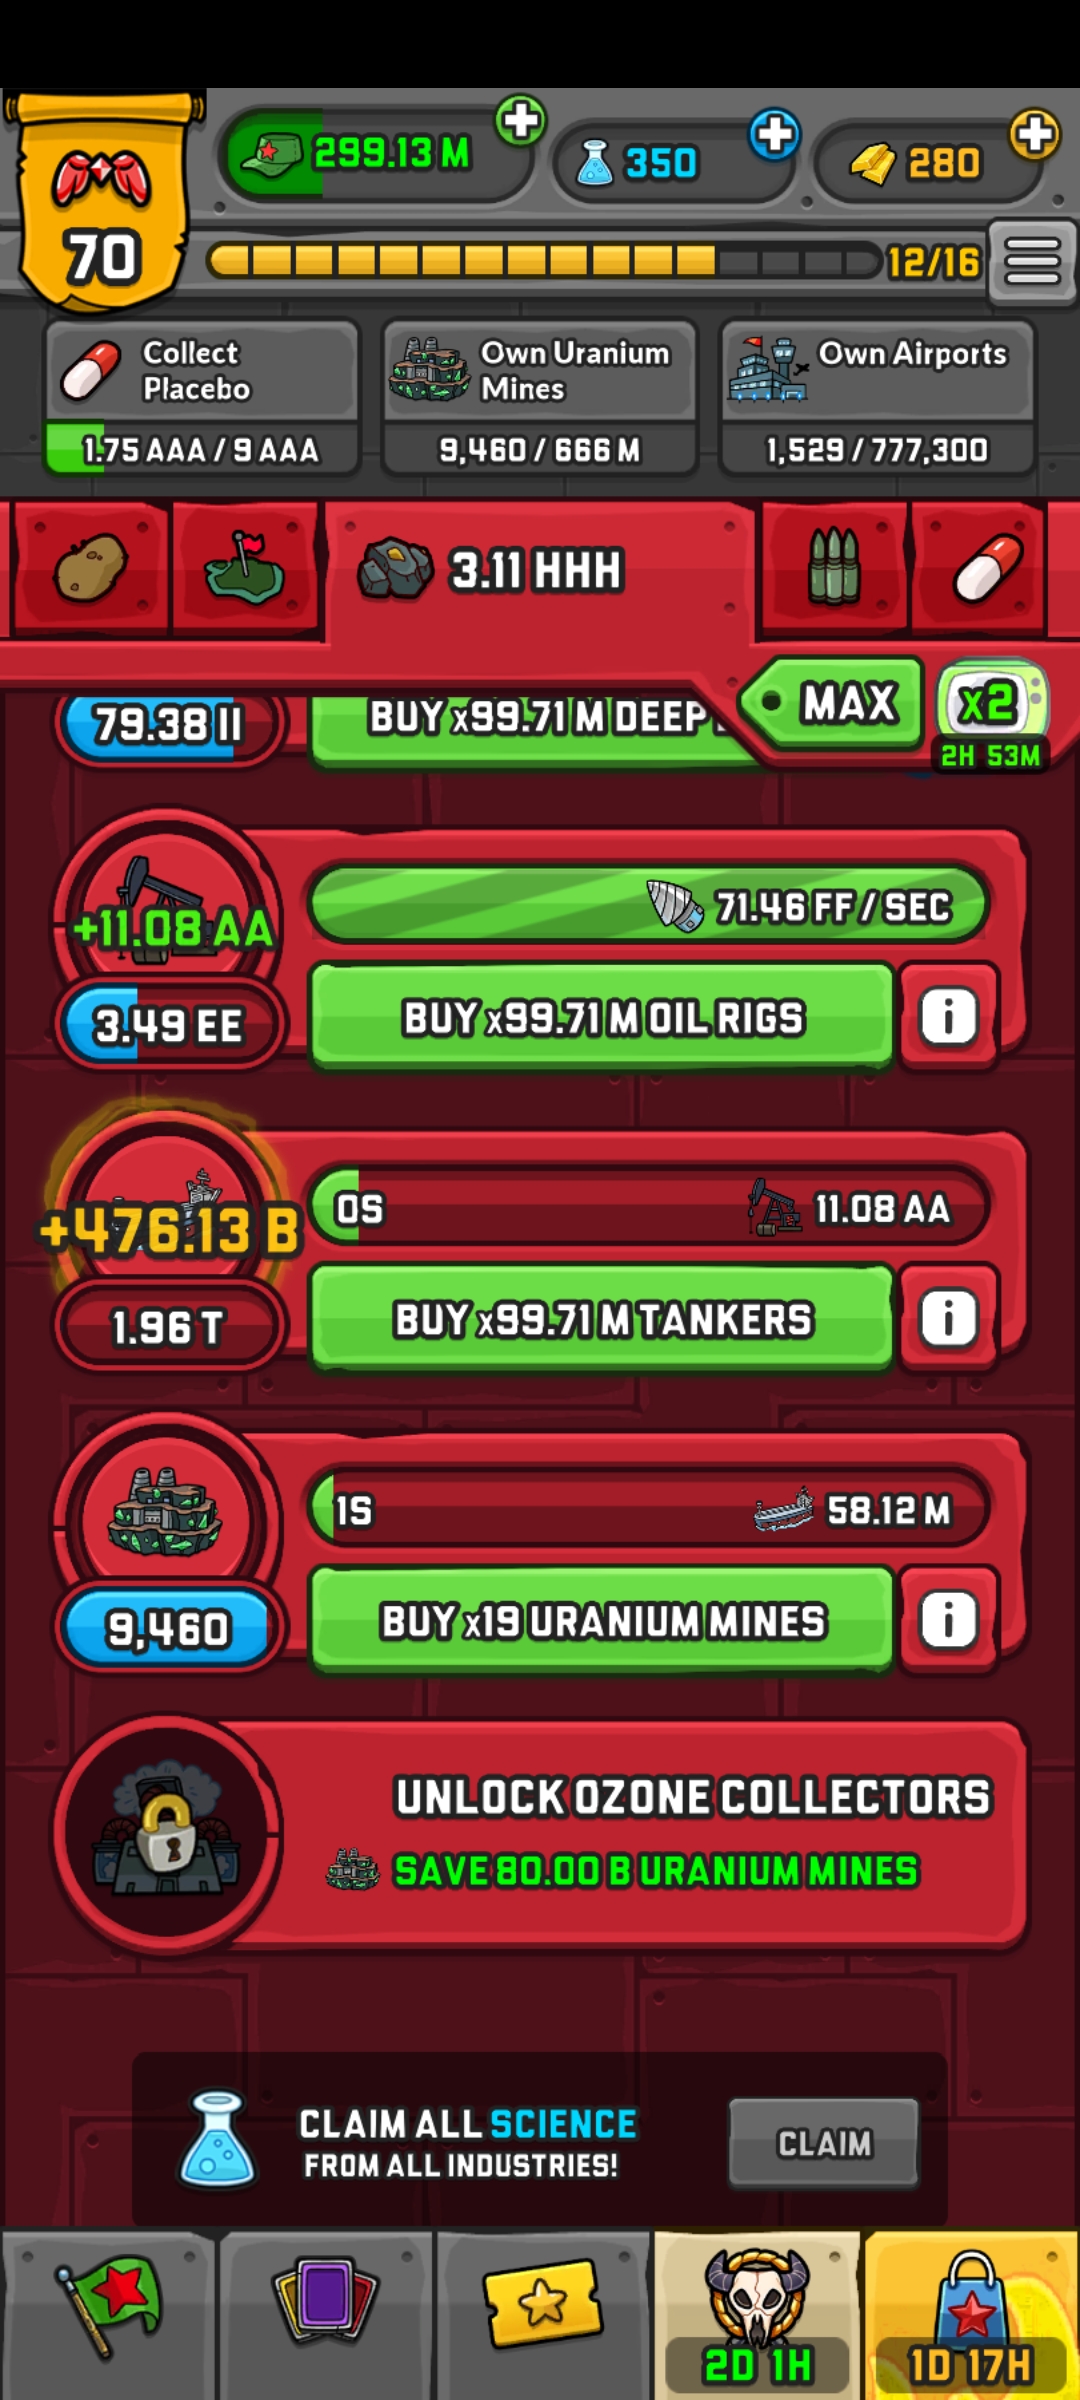 299.13 M
350
280
70
12/16
Collect
Placebo
Own Uranium
Mines
Own Airports
1.75 AAA / 9 AAA
9,460 / 666 M
1,529 / 777,300
3.11 HHH
MAX
x2
2H 53M
79.38 II
BUY x99.71 M DEEP
71.46 FF / SEC
+11.08 AA
3.49 EE
BUY x99.71 M OIL RIGS
i
+476.13 B
0S
11.08 AA
1.96 T
BUY x99.71 M TANKERS
i
1S
58.12 M
9,460
BUY x19 URANIUM MINES
i
UNLOCK OZONE COLLECTORS
SAVE 80.00 B URANIUM MINES
CLAIM ALL SCIENCE
FROM ALL INDUSTRIES!
CLAIM
2D 1H
1D 17H